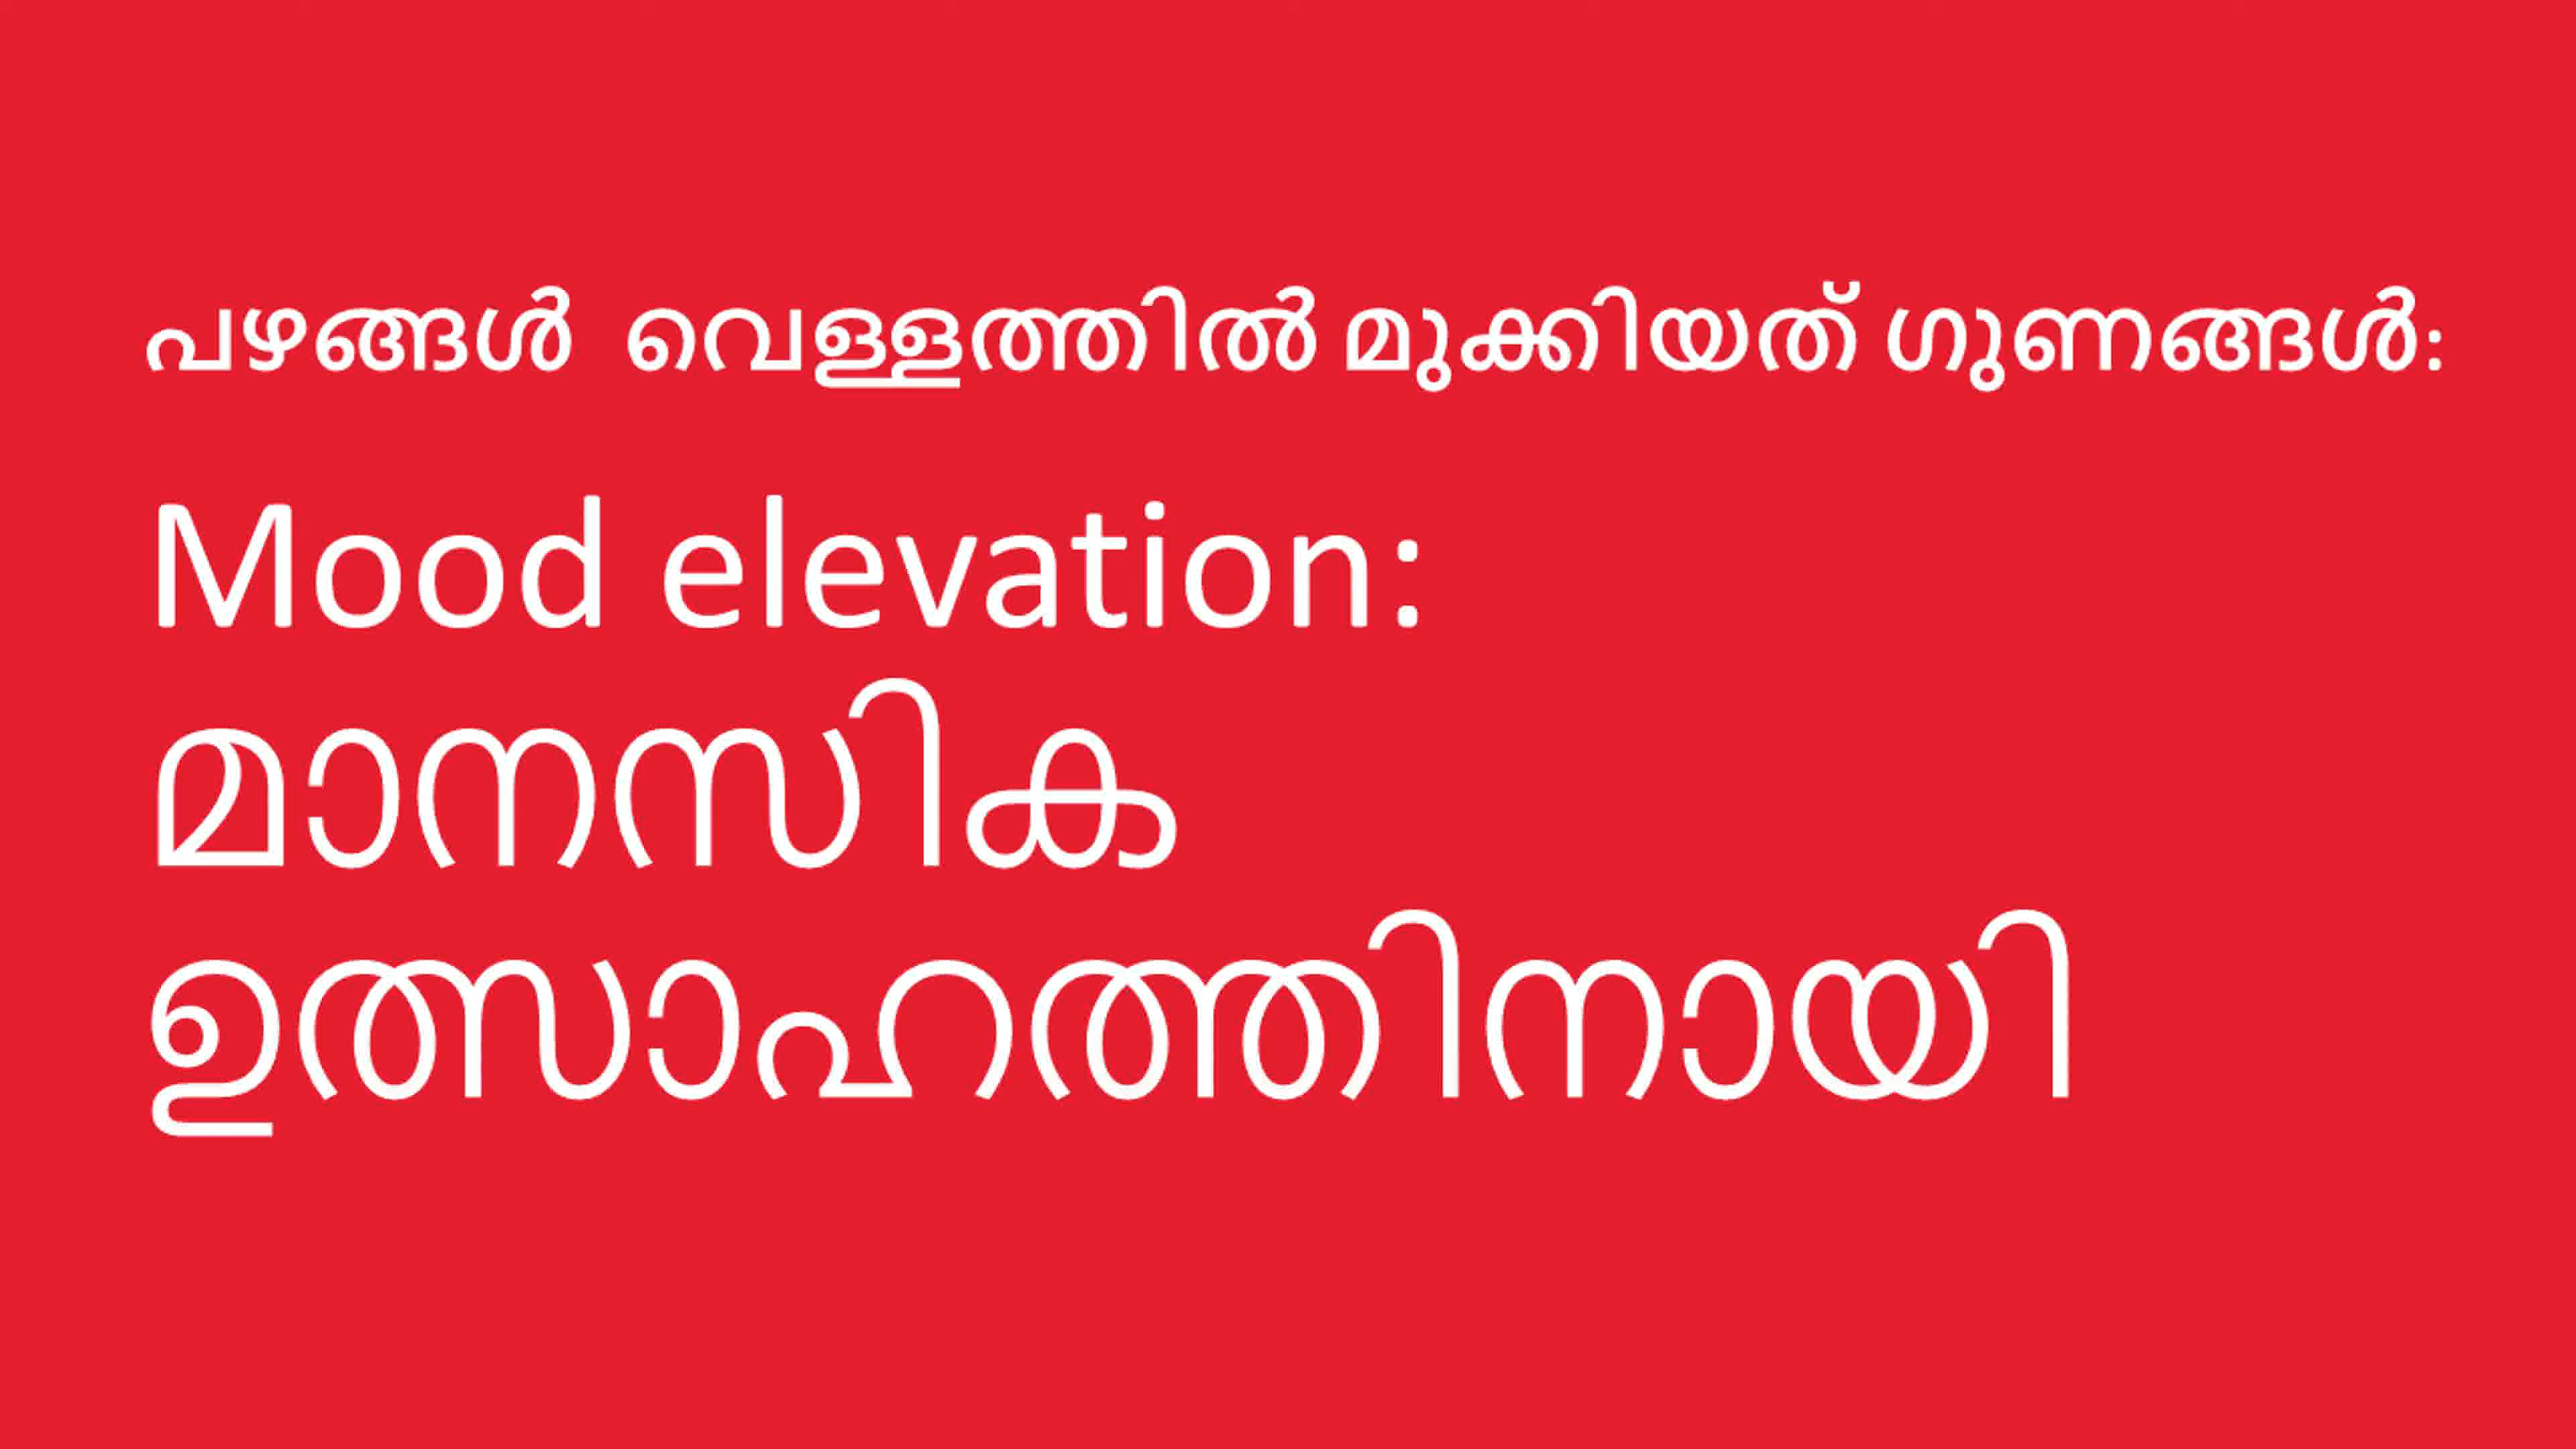 പഴങ്ങൾ വെള്ളത്തിൽ മുക്കിയത് ഗുണങ്ങൾ:
Mood elevation:
മാനസിക
ഉത്സാഹത്തിനായി